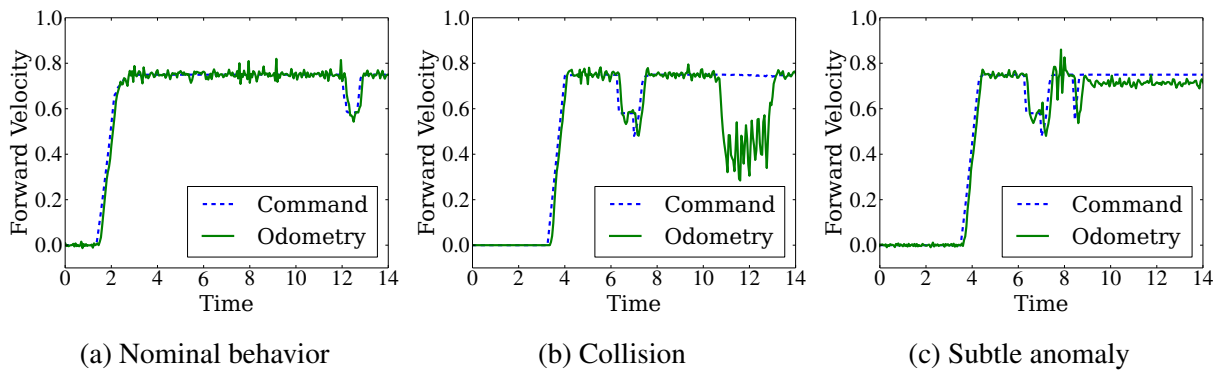 1.0
0.8
0.6
0.4
0.2
0.0
Forward Velocity
0 2 4 6 8 10 12 14
Time
Command
Odometry
(a) Nominal behavior
1.0
0.8
0.6
0.4
0.2
0.0
Forward Velocity
0 2 4 6 8 10 12 14
Time
Command
Odometry
(b) Collision
1.0
0.8
0.6
0.4
0.2
0.0
Forward Velocity
0 2 4 6 8 10 12 14
Time
Command
Odometry
(c) Subtle anomaly